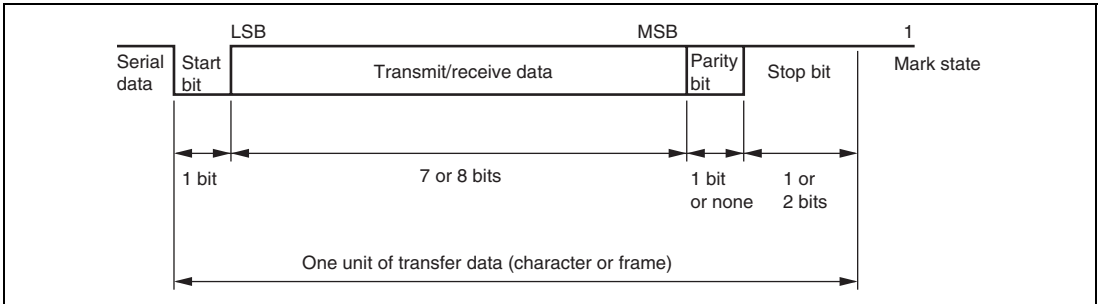 LSB
MSB
1
Serial
data
Start
bit
Transmit/receive data
Parity
bit
Stop bit
Mark state
1 bit
7 or 8 bits
1 bit
or none
1 or
2 bits
One unit of transfer data (character or frame)